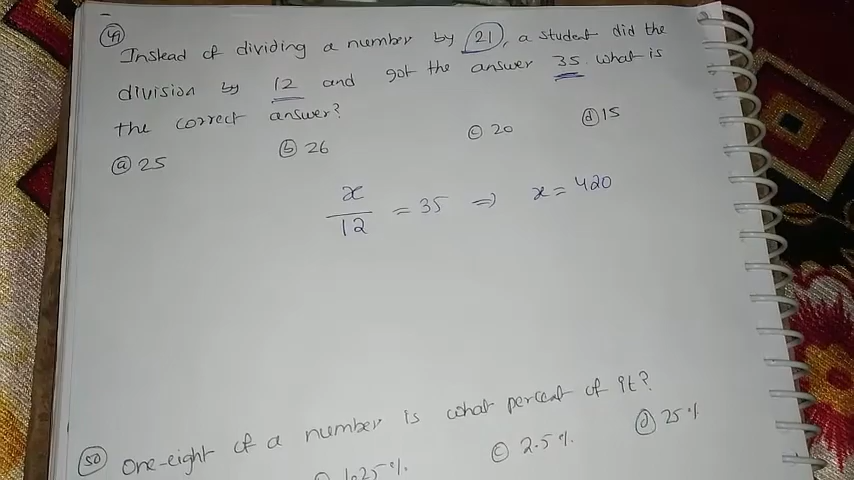 49 Instead of dividing a number by 21, a student did the
division by 12 and got the answer 35. what is
the correct answer?
(a) 25 (b) 26 (c) 20 (d) 15
x/12 = 35 ⇒ x = 420
50 One-eight of a number is what percent of it?
1.25% (c) 2.5% (d) 25%